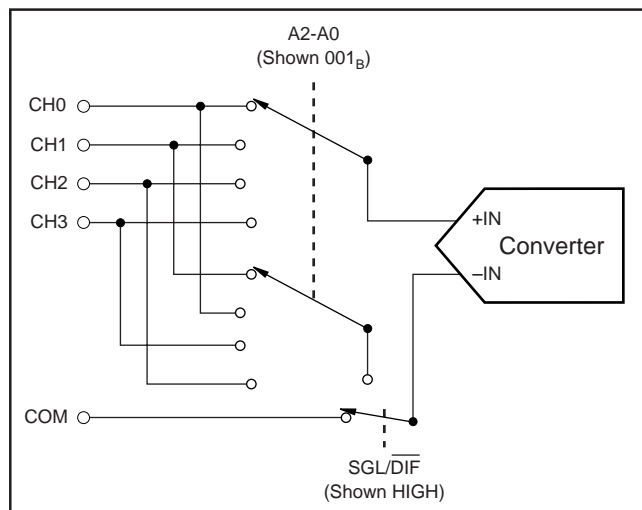 A2-A0
(Shown 001B)
CH0
CH1
CH2
CH3
+IN
Converter
–IN
COM
SGL/DIF
(Shown HIGH)